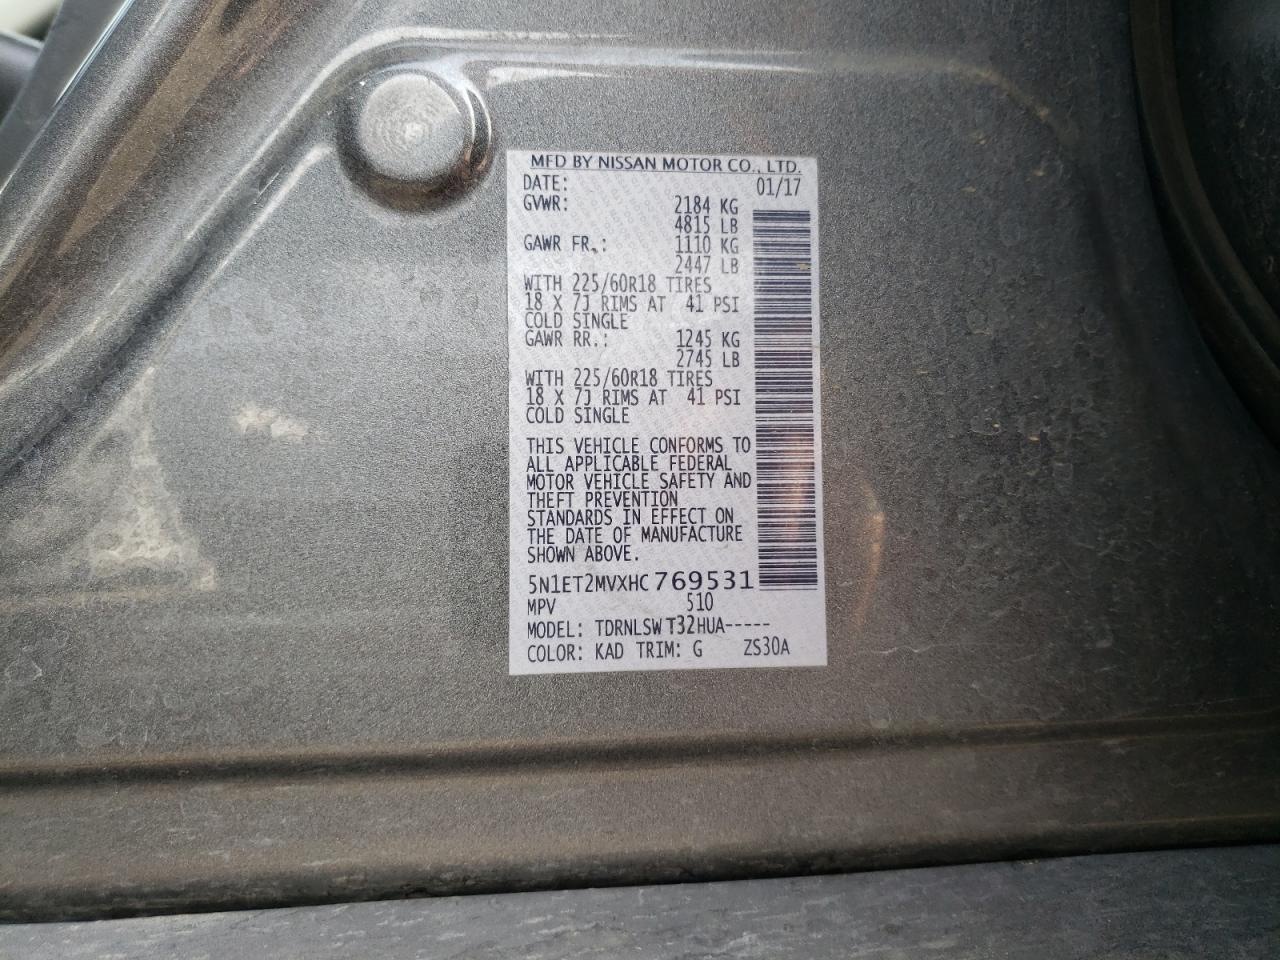 MFD BY NISSAN MOTOR CO., LTD.
DATE: 01/17
GVWR: 2184 KG
4815 LB
GAWR FR.: 1110 KG
2447 LB
WITH 225/60R18 TIRES
18 X 7J RIMS AT 41 PSI
COLD SINGLE
GAWR RR.: 1245 KG
2745 LB
WITH 225/60R18 TIRES
18 X 7J RIMS AT 41 PSI
COLD SINGLE
THIS VEHICLE CONFORMS TO
ALL APPLICABLE FEDERAL
MOTOR VEHICLE SAFETY AND
THEFT PREVENTION
STANDARDS IN EFFECT ON
THE DATE OF MANUFACTURE
SHOWN ABOVE.
5N1ET2MVXHC769531
MPV 510
MODEL: TDRNLSWT32HUA-----
COLOR: KAD TRIM: G ZS30A